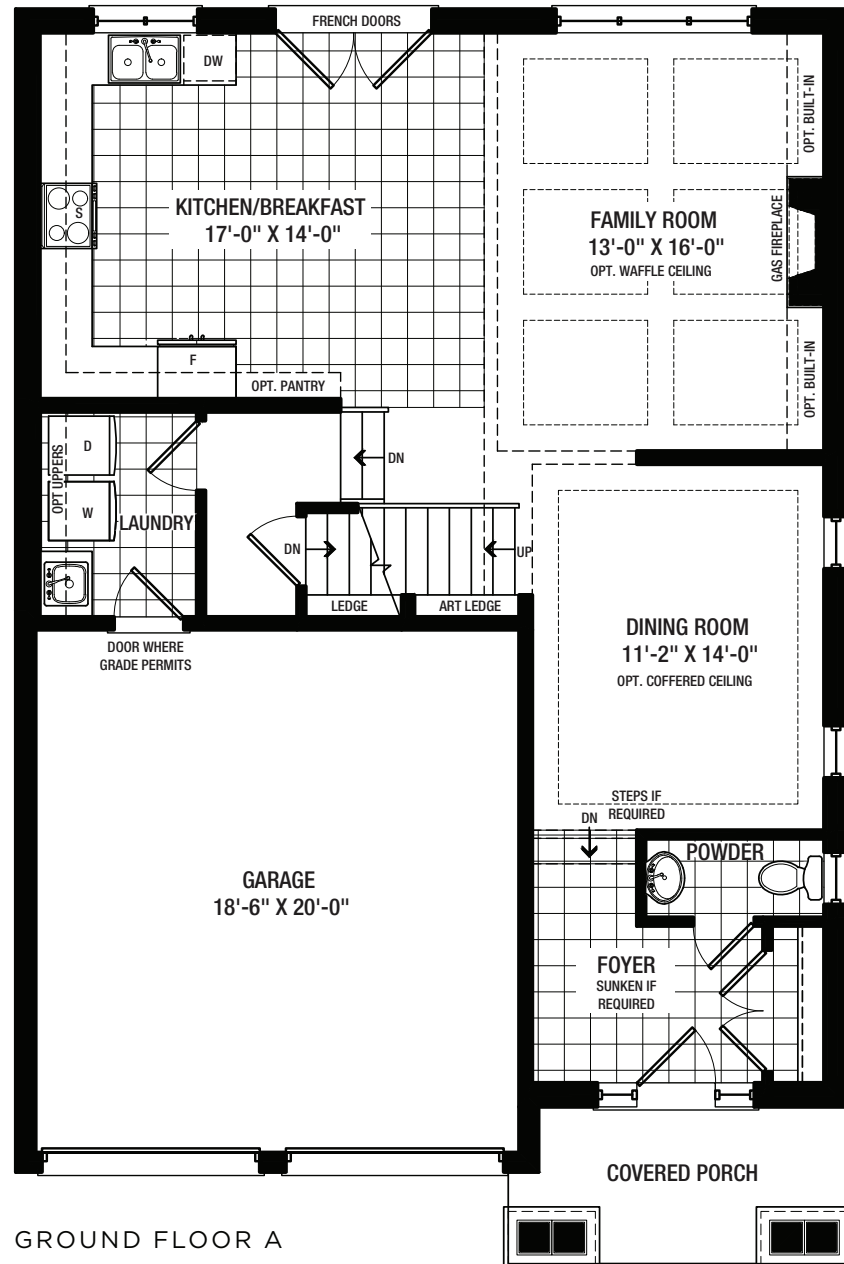 FRENCH DOORS
DW
OPT. BUILT-IN
S
KITCHEN/BREAKFAST
17'-0" X 14'-0"
FAMILY ROOM
13'-0" X 16'-0"
OPT. WAFFLE CEILING
GAS FIREPLACE
F
OPT. PANTRY
OPT. BUILT-IN
D
OPT UPPERS
W
LAUNDRY
DN
DN
UP
LEDGE
ART LEDGE
DOOR WHERE
GRADE PERMITS
DINING ROOM
11'-2" X 14'-0"
OPT. COFFERED CEILING
STEPS IF
REQUIRED
DN
POWDER
GARAGE
18'-6" X 20'-0"
FOYER
SUNKEN IF
REQUIRED
COVERED PORCH
GROUND FLOOR A